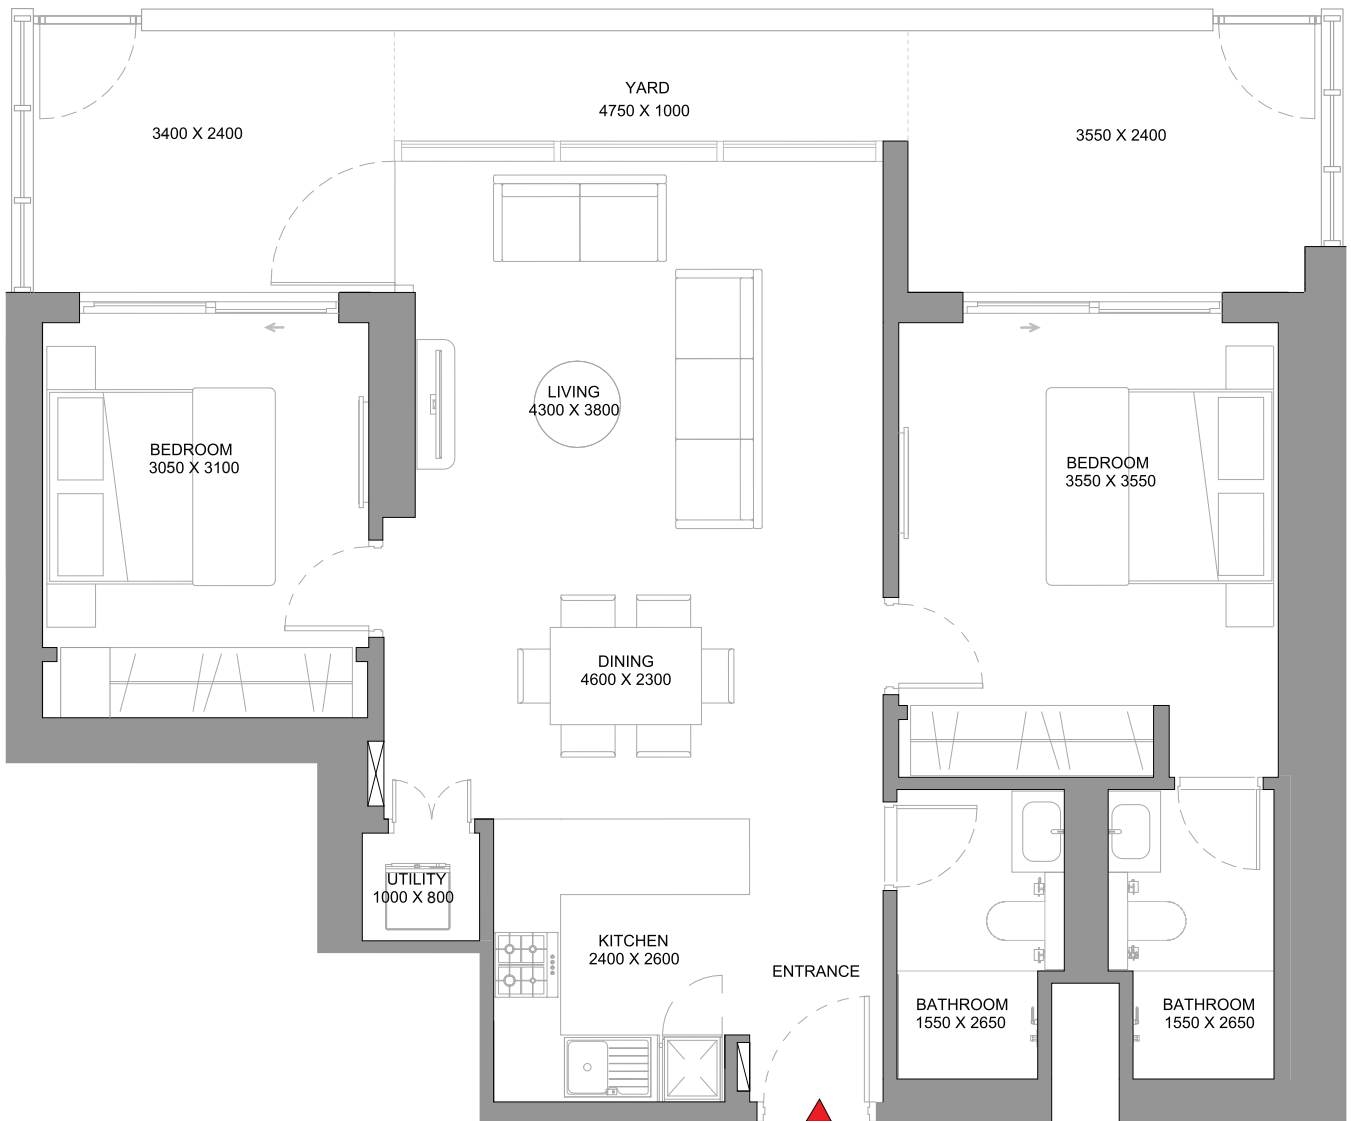 YARD
4750 X 1000
3400 X 2400
3550 X 2400
LIVING
4300 X 3800
BEDROOM
3050 X 3100
BEDROOM
3550 X 3550
DINING
4600 X 2300
UTILITY
1000 X 800
KITCHEN
2400 X 2600
ENTRANCE
BATHROOM
1550 X 2650
BATHROOM
1550 X 2650